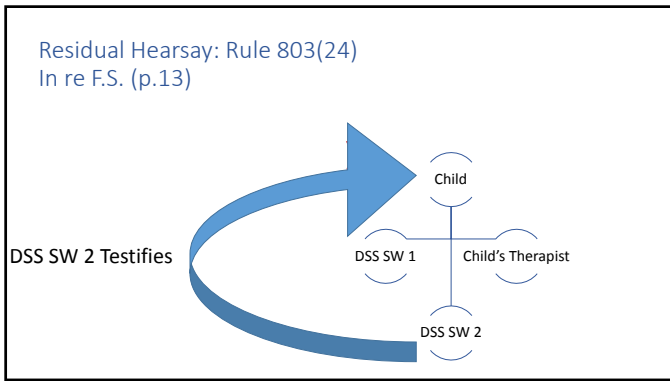 Residual Hearsay: Rule 803(24)
In re F.S. (p.13)
Child
DSS SW 2 Testifies
DSS SW 1
Child's Therapist
DSS SW 2